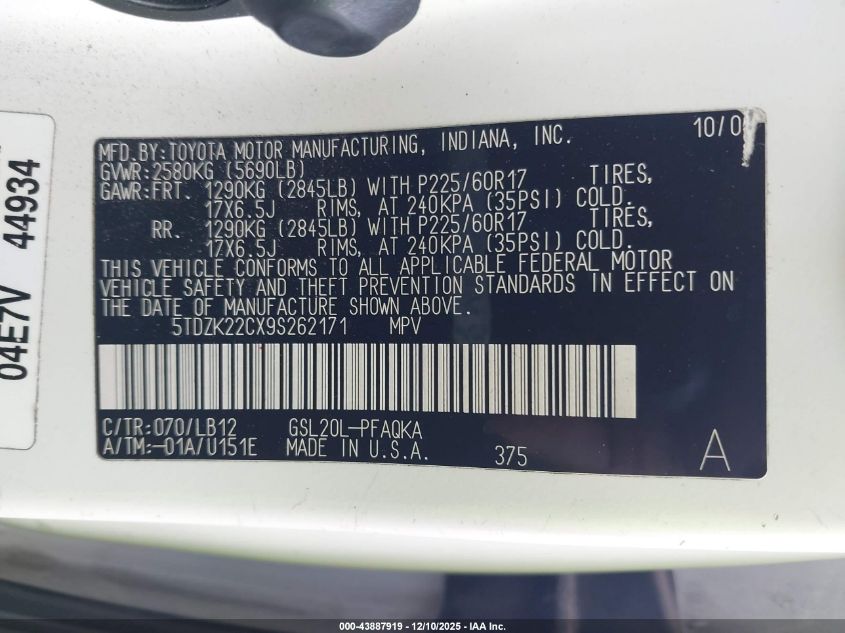 10/0
MFD.BY:TOYOTA MOTOR MANUFACTURING, INDIANA, INC.
GVWR:2580KG (5690LB)
GAWR:FRT. 1290KG (2845LB) WITH P225/60R17 TIRES,
17X6.5J RIMS, AT 240KPA (35PSI) COLD.
RR. 1290KG (2845LB) WITH P225/60R17 TIRES,
17X6.5J RIMS, AT 240KPA (35PSI) COLD.
THIS VEHICLE CONFORMS TO ALL APPLICABLE FEDERAL MOTOR
VEHICLE SAFETY AND THEFT PREVENTION STANDARDS IN EFFECT ON
THE DATE OF MANUFACTURE SHOWN ABOVE.
5TDZK22CX9S262171 MPV
C/TR:070/LB12 GSL20L-PFAQKA
A/TM:-01A/U151E MADE IN U.S.A. 375 A
04E7V 44934
000-43887919 - 12/10/2025 - IAA Inc.